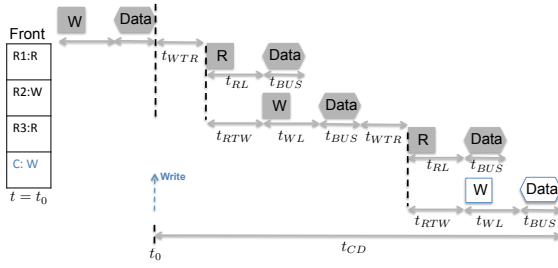 W Data
Front
R1:R
R2:W
R3:R
C: W
t = t0
tWTR
R Data
tRL tBUS
W Data
tRTW tWL tBUS tWTR
R Data
tRL tBUS
Write
W Data
tRTW tWL tBUS
tCD
t0